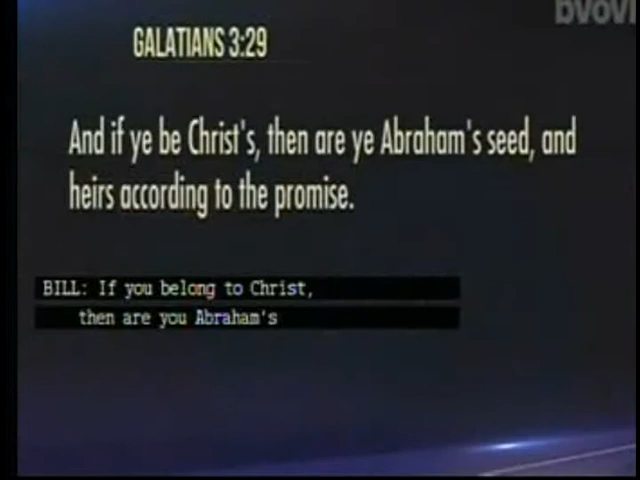 bvovn
GALATIANS 3:29
And if ye be Christ's, then are ye Abraham's seed, and
heirs according to the promise.
BILL: If you belong to Christ,
then are you Abraham's